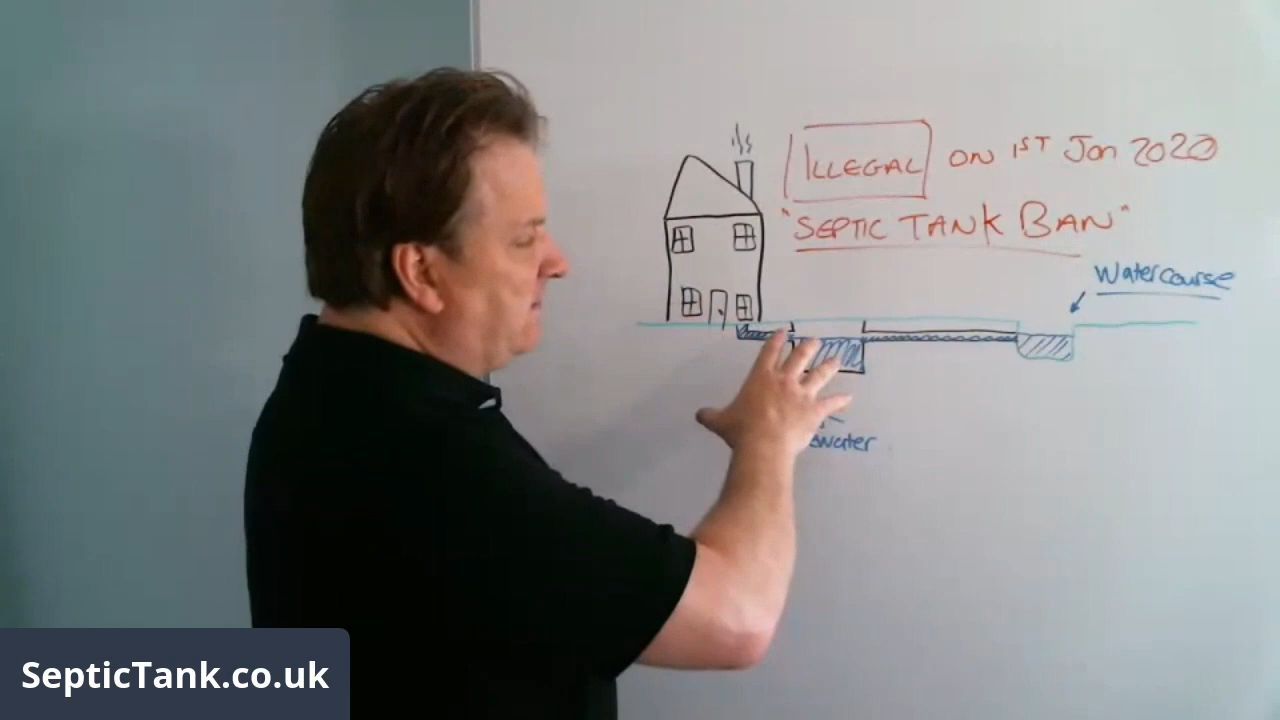 ILLEGAL ON 1ST Jan 2020
"SEPTIC TANK BAN"
Watercourse
SepticTank.co.uk